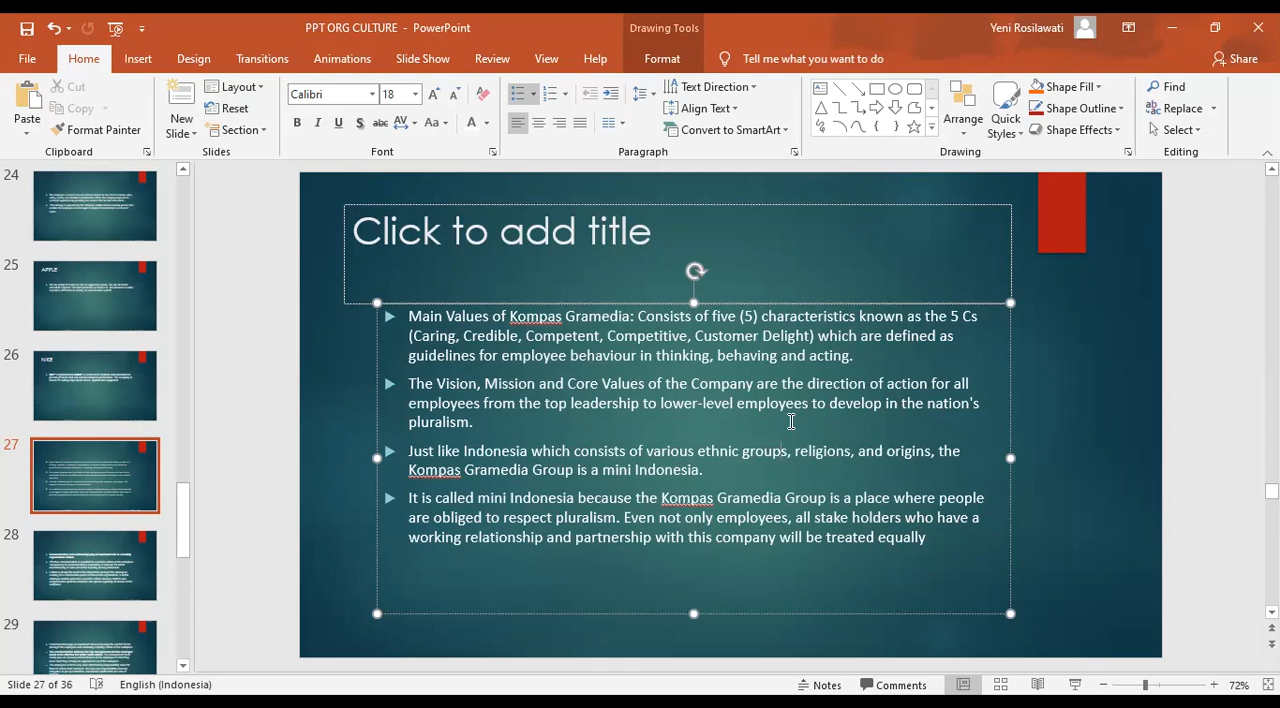 PPT ORG CULTURE - PowerPoint
Drawing Tools
Yeni Rosilawati
File Home Insert Design Transitions Animations Slide Show Review View Help Format Tell me what you want to do Share
Paste
Cut
Copy
Format Painter
Clipboard
New Slide
Layout
Reset
Section
Slides
Calibri 18
B I U S abc AV Aa A
Font
Text Direction
Align Text
Convert to SmartArt
Paragraph
Arrange
Quick Styles
Shape Fill
Shape Outline
Shape Effects
Drawing
Find
Replace
Select
Editing
24
25
APPLE
26
NIKE
27
28
29
Click to add title
Main Values of Kompas Gramedia: Consists of five (5) characteristics known as the 5 Cs
(Caring, Credible, Competent, Competitive, Customer Delight) which are defined as
guidelines for employee behaviour in thinking, behaving and acting.
The Vision, Mission and Core Values of the Company are the direction of action for all
employees from the top leadership to lower-level employees to develop in the nation's
pluralism.
Just like Indonesia which consists of various ethnic groups, religions, and origins, the
Kompas Gramedia Group is a mini Indonesia.
It is called mini Indonesia because the Kompas Gramedia Group is a place where people
are obliged to respect pluralism. Even not only employees, all stake holders who have a
working relationship and partnership with this company will be treated equally
Slide 27 of 36 English (Indonesia) Notes Comments 72%